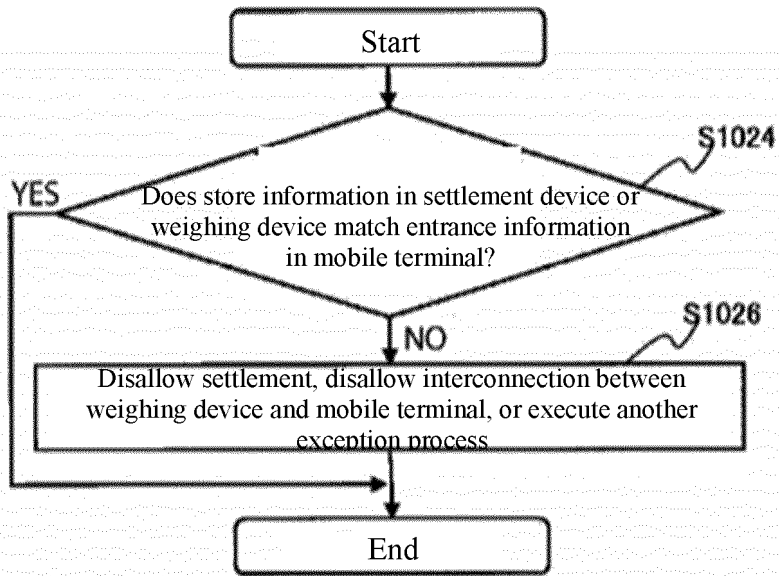 Start
S1024
YES
Does store information in settlement device or
weighing device match entrance information
in mobile terminal?
NO
S1026
Disallow settlement, disallow interconnection between
weighing device and mobile terminal, or execute another
exception process
End